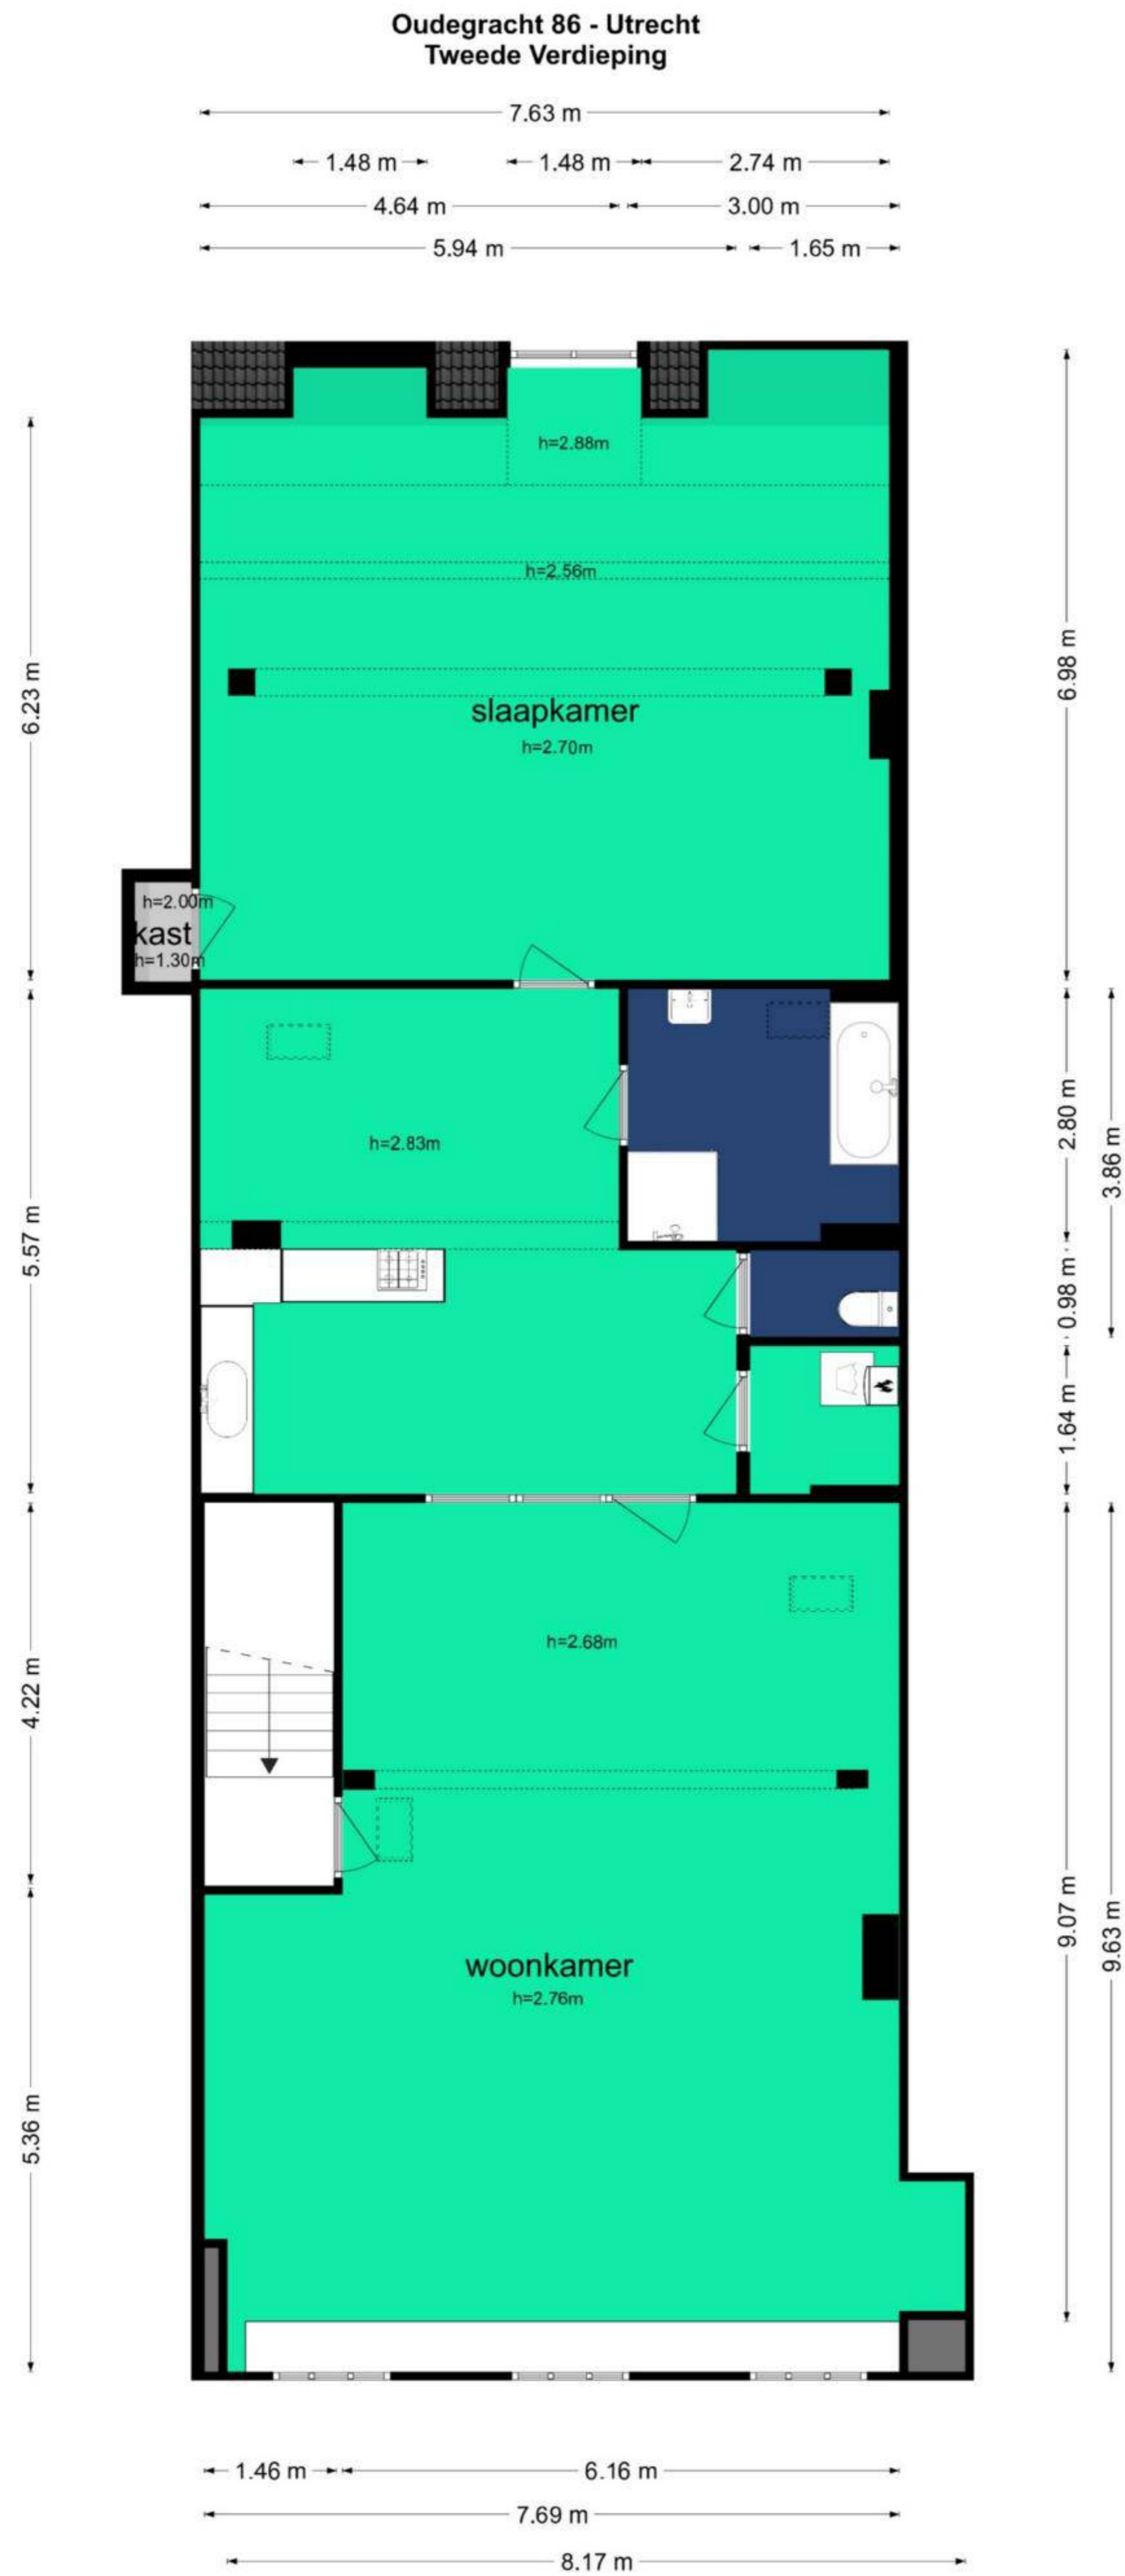 Oudegracht 86 - Utrecht
Tweede Verdieping
7.63 m
1.48 m
1.48 m
2.74 m
4.64 m
3.00 m
5.94 m
1.65 m
h=2.88m
h=2.56m
6.23 m
6.98 m
slaapkamer
h=2.70m
h=2.00m
kast
h=1.30m
h=2.83m
2.80 m
3.86 m
5.57 m
0.98 m
1.64 m
h=2.68m
4.22 m
woonkamer
h=2.76m
9.07 m
9.63 m
5.36 m
1.46 m
6.16 m
7.69 m
8.17 m